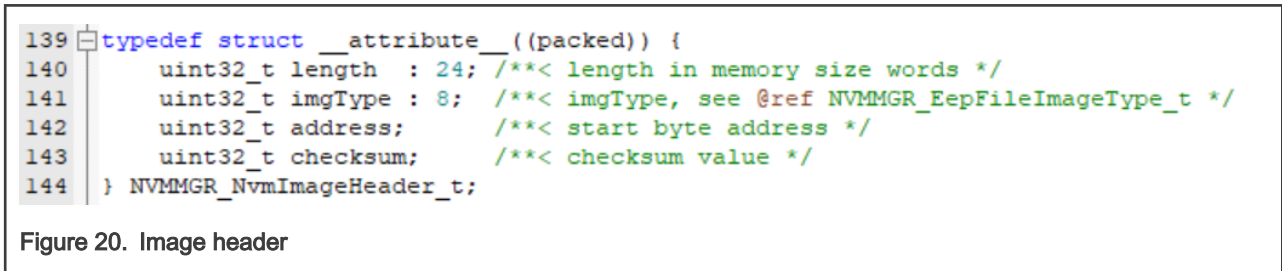 139 typedef struct __attribute__((packed)) {
140 uint32_t length : 24; /**< length in memory size words */
141 uint32_t imgType : 8; /**< imgType, see @ref NVMMGR_EepFileImageType_t */
142 uint32_t address; /**< start byte address */
143 uint32_t checksum; /**< checksum value */
144 } NVMMGR_NvmImageHeader_t;
Figure 20. Image header